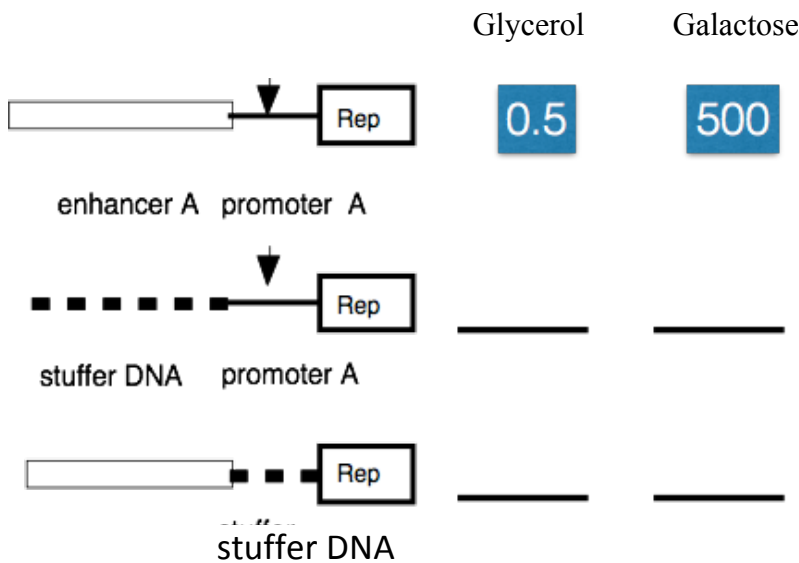 Glycerol Galactose
Rep 0.5 500
enhancer A promoter A
Rep
stuffer DNA promoter A
Rep
stuffer DNA